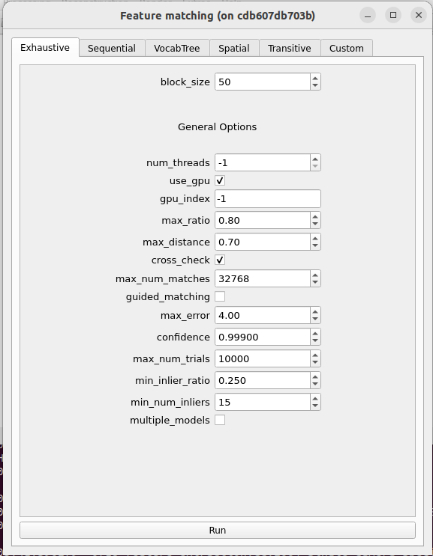 Feature matching (on cdb607db703b)
Exhaustive Sequential VocabTree Spatial Transitive Custom
block_size 50
General Options
num_threads -1
use_gpu
gpu_index -1
max_ratio 0.80
max_distance 0.70
cross_check
max_num_matches 32768
guided_matching
max_error 4.00
confidence 0.99900
max_num_trials 10000
min_inlier_ratio 0.250
min_num_inliers 15
multiple_models
Run